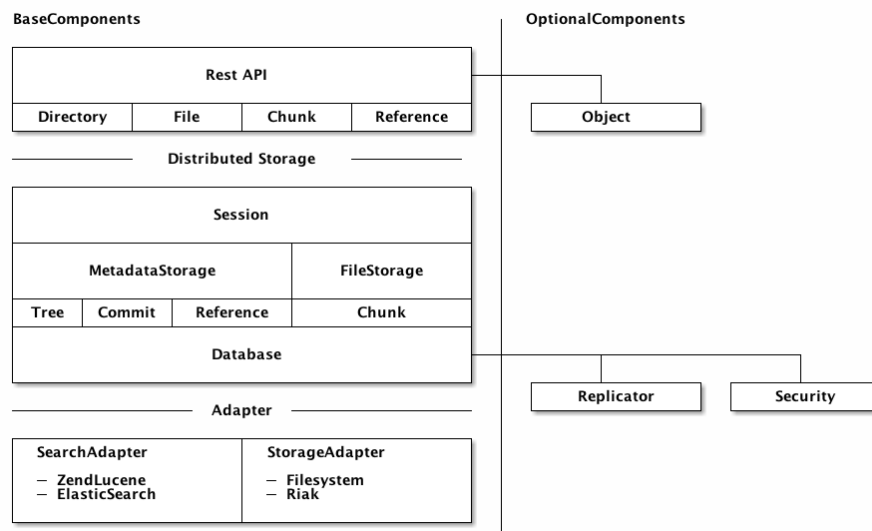 BaseComponents
OptionalComponents
Rest API
Directory File Chunk Reference
Object
Distributed Storage
Session
MetadataStorage FileStorage
Tree Commit Reference Chunk
Database
Replicator Security
Adapter
SearchAdapter
— ZendLucene
— ElasticSearch
StorageAdapter
— Filesystem
— Riak